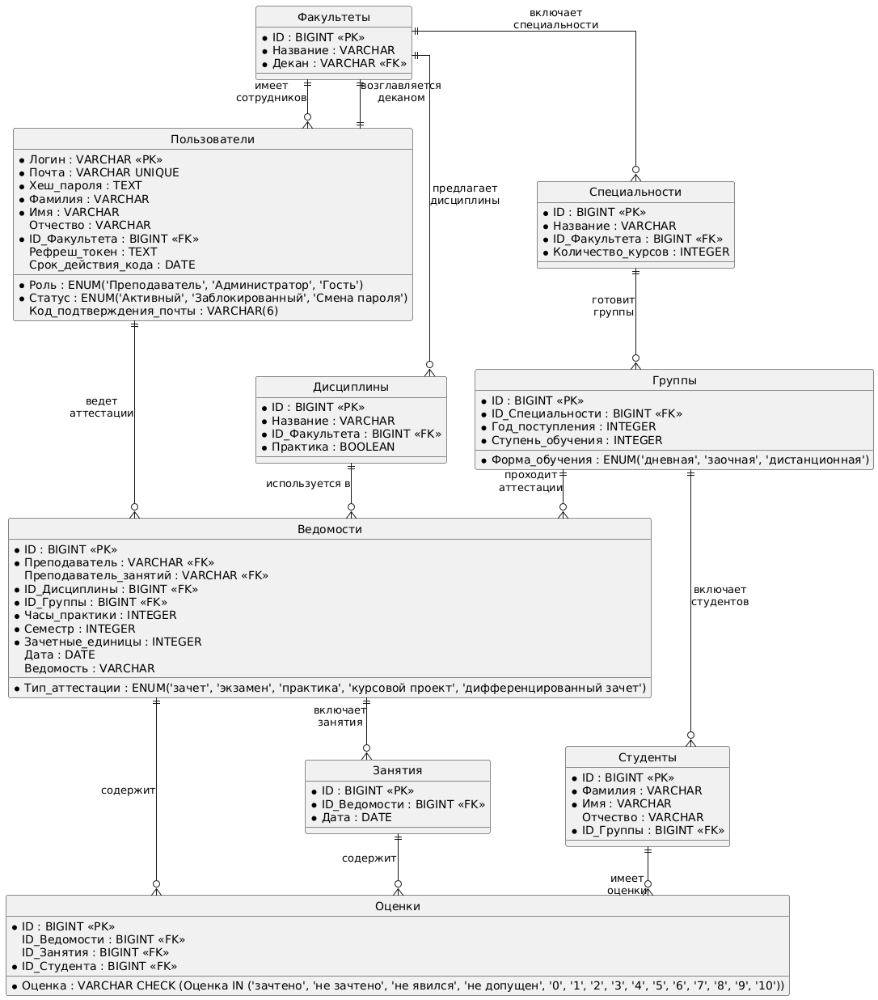 Факультеты
ID : BIGINT «PK»
Название : VARCHAR
Декан : VARCHAR «FK»
включает
специальности
имеет
сотрудников
возглавляется
деканом
Пользователи
Логин : VARCHAR «PK»
Почта : VARCHAR UNIQUE
Хеш_пароля : TEXT
Фамилия : VARCHAR
Имя : VARCHAR
Отчество : VARCHAR
ID_Факультета : BIGINT «FK»
Рефреш_токен : TEXT
Срок_действия_кода : DATE
Роль : ENUM('Преподаватель', 'Администратор', 'Гость')
Статус : ENUM('Активный', 'Заблокированный', 'Смена пароля')
Код_подтверждения_почты : VARCHAR(6)
предлагает
дисциплины
Специальности
ID : BIGINT «PK»
Название : VARCHAR
ID_Факультета : BIGINT «FK»
Количество_курсов : INTEGER
готовит
группы
ведет
аттестации
Дисциплины
ID : BIGINT «PK»
Название : VARCHAR
ID_Факультета : BIGINT «FK»
Практика : BOOLEAN
Группы
ID : BIGINT «PK»
ID_Специальности : BIGINT «FK»
Год_поступления : INTEGER
Ступень_обучения : INTEGER
Форма_обучения : ENUM('дневная', 'заочная', 'дистанционная')
используется в
проходит
аттестации
Ведомости
ID : BIGINT «PK»
Преподаватель : VARCHAR «FK»
Преподаватель_занятий : VARCHAR «FK»
ID_Дисциплины : BIGINT «FK»
ID_Группы : BIGINT «FK»
Часы_практики : INTEGER
Семестр : INTEGER
Зачетные_единицы : INTEGER
Дата : DATE
Ведомость : VARCHAR
Тип_аттестации : ENUM('зачет', 'экзамен', 'практика', 'курсовой проект', 'дифференцированный зачет')
включает
студентов
включает
занятия
содержит
Занятия
ID : BIGINT «PK»
ID_Ведомости : BIGINT «FK»
Дата : DATE
Студенты
ID : BIGINT «PK»
Фамилия : VARCHAR
Имя : VARCHAR
Отчество : VARCHAR
ID_Группы : BIGINT «FK»
содержит
имеет
оценки
Оценки
ID : BIGINT «PK»
ID_Ведомости : BIGINT «FK»
ID_Занятия : BIGINT «FK»
ID_Студента : BIGINT «FK»
Оценка : VARCHAR CHECK (Оценка IN ('зачтено', 'не зачтено', 'не явился', 'не допущен', '0', '1', '2', '3', '4', '5', '6', '7', '8', '9', '10'))